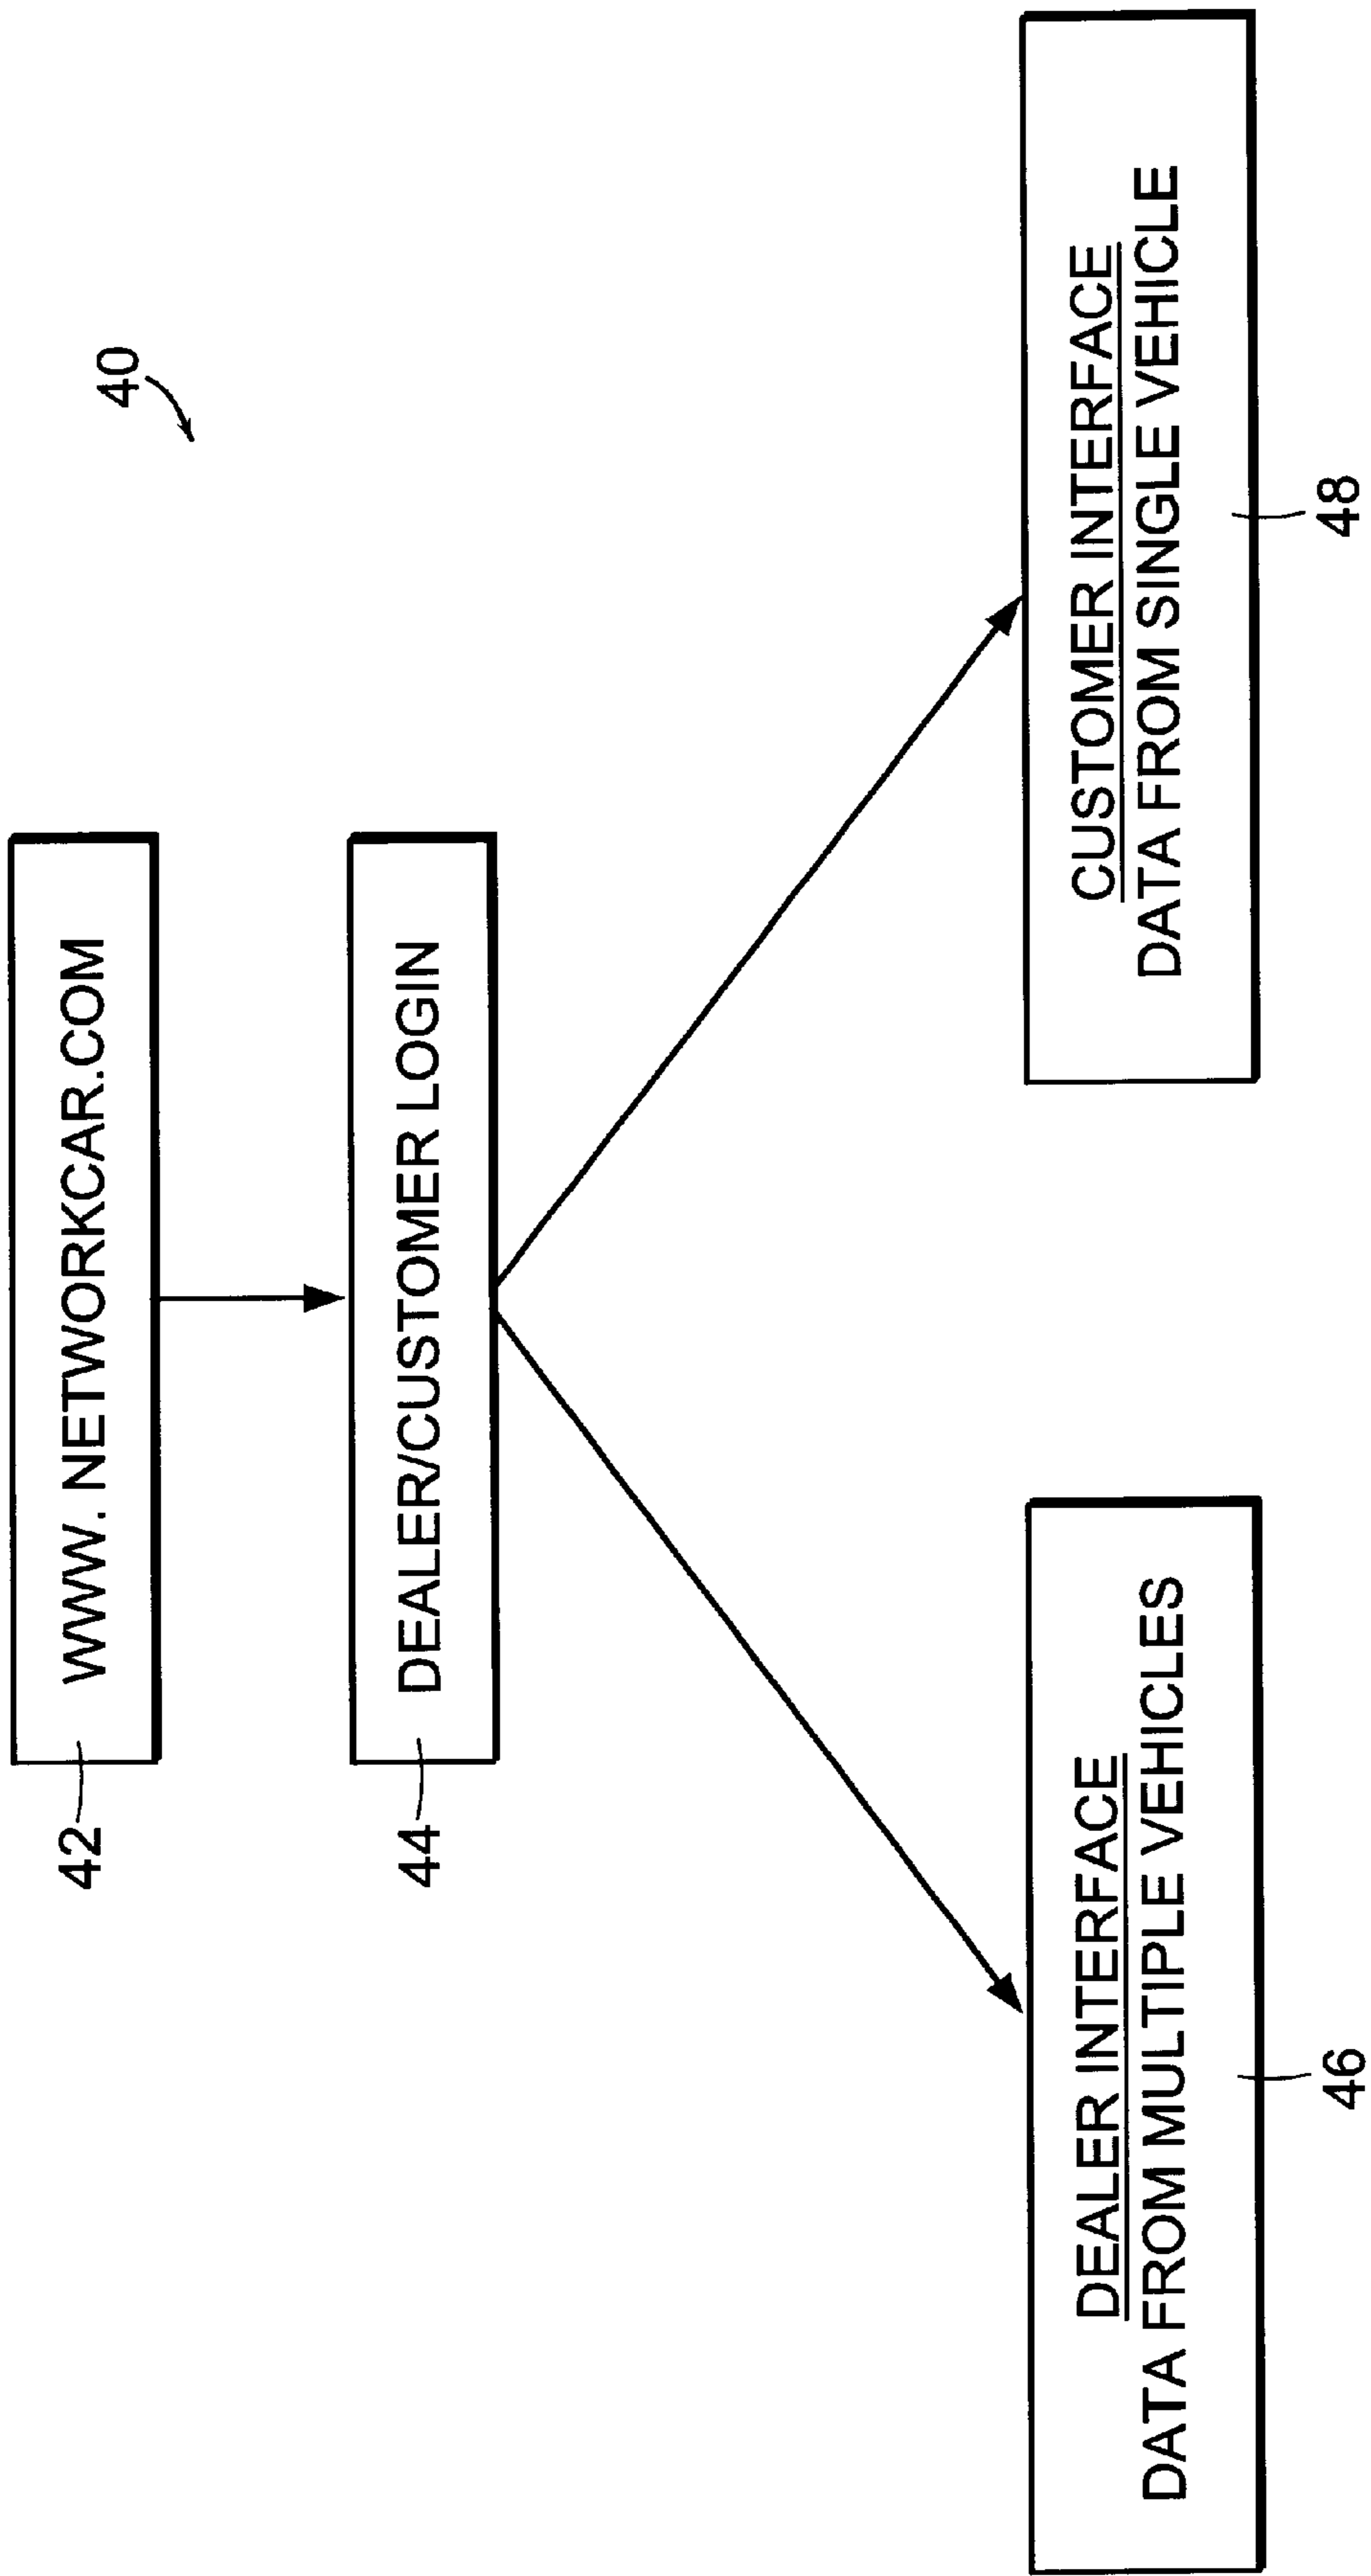 40
WWW. NETWORKCAR.COM
42
DEALER/CUSTOMER LOGIN
44
DEALER INTERFACE
DATA FROM MULTIPLE VEHICLES
46
CUSTOMER INTERFACE
DATA FROM SINGLE VEHICLE
48